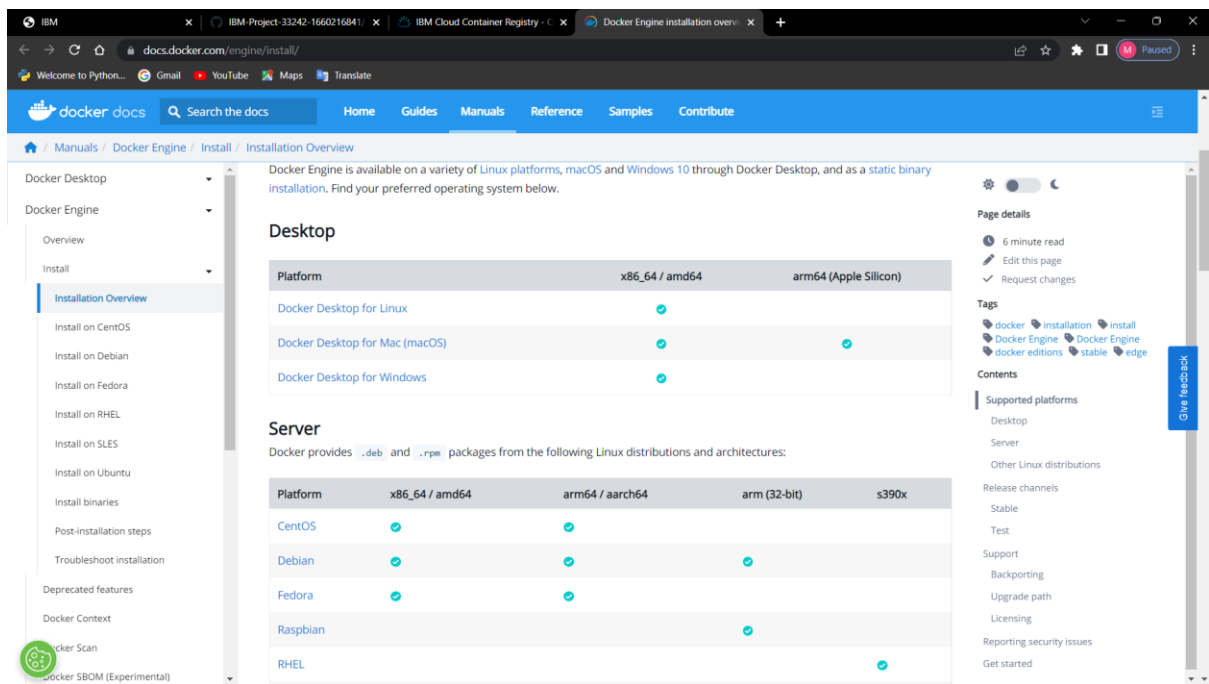 IBM
IBM-Project-33242-1660216841/
IBM Cloud Container Registry - C
Docker Engine installation overvi
docs.docker.com/engine/install/
M Paused
Welcome to Python... Gmail YouTube Maps Translate
docker docs Search the docs Home Guides Manuals Reference Samples Contribute
/ Manuals / Docker Engine / Install / Installation Overview
Docker Desktop
Docker Engine
Overview
Install
Installation Overview
Install on CentOS
Install on Debian
Install on Fedora
Install on RHEL
Install on SLES
Install on Ubuntu
Install binaries
Post-installation steps
Troubleshoot installation
Deprecated features
Docker Context
Scan
Docker SBOM (Experimental)
Docker Engine is available on a variety of Linux platforms, macOS and Windows 10 through Docker Desktop, and as a static binary
installation. Find your preferred operating system below.
Desktop
Platform x86_64 / amd64 arm64 (Apple Silicon)
Docker Desktop for Linux
Docker Desktop for Mac (macOS)
Docker Desktop for Windows
Server
Docker provides .deb and .rpm packages from the following Linux distributions and architectures:
Platform x86_64 / amd64 arm64 / aarch64 arm (32-bit) s390x
CentOS
Debian
Fedora
Raspbian
RHEL
Page details
6 minute read
Edit this page
Request changes
Tags
docker installation install
Docker Engine Docker Engine
docker editions stable edge
Contents
Supported platforms
Desktop
Server
Other Linux distributions
Release channels
Stable
Test
Support
Backporting
Upgrade path
Licensing
Reporting security issues
Get started
Give feedback